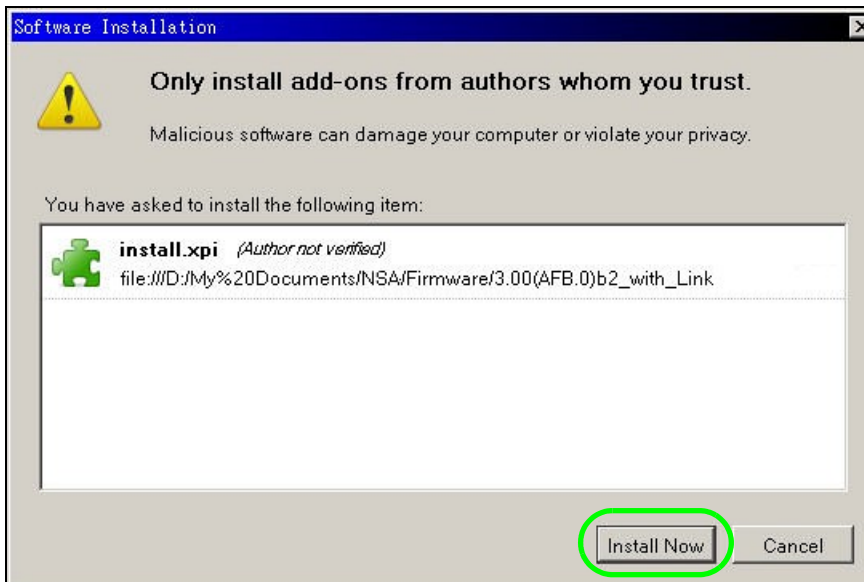 Software Installation
Only install add-ons from authors whom you trust.
Malicious software can damage your computer or violate your privacy.
You have asked to install the following item:
install.xpi (Author not verified)
file:///D:/My%20Documents/NSA/Firmware/3.00(AFB.0)b2_with_Link
Install Now Cancel